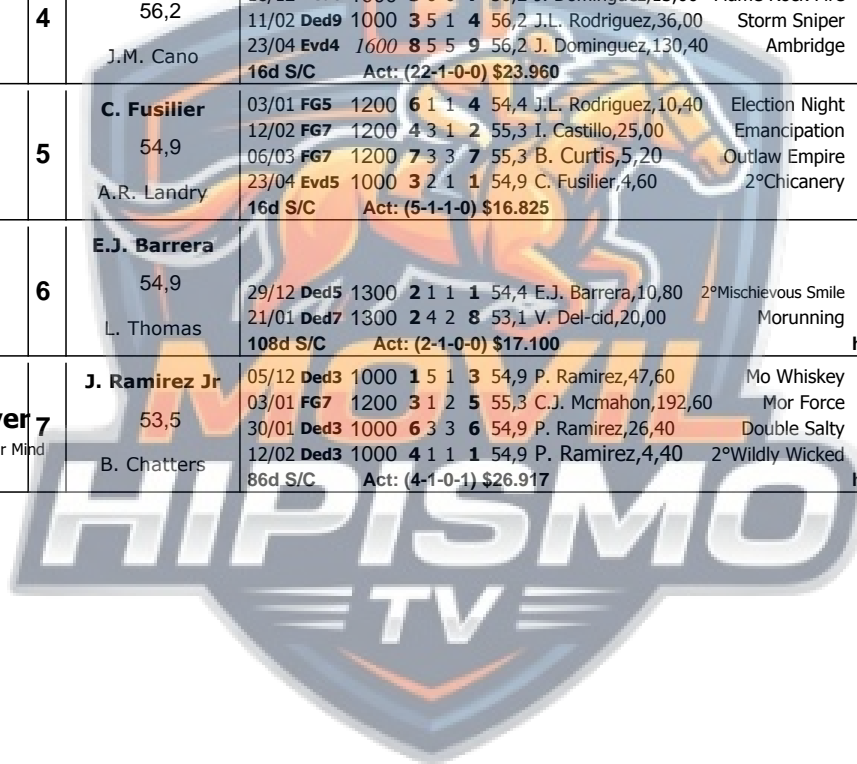 4
56,2
J.M. Cano
11/02 Ded9 1000 3 5 1 4 56,2 J.L. Rodriguez,36,00 Storm Sniper
23/04 Evd4 1600 8 5 5 9 56,2 J. Dominguez,130,40 Ambridge
16d S/C Act: (22-1-0-0) $23.960
5
C. Fusilier
54,9
A.R. Landry
03/01 FG5 1200 6 1 1 4 54,4 J.L. Rodriguez,10,40 Election Night
12/02 FG7 1200 4 3 1 2 55,3 I. Castillo,25,00 Emancipation
06/03 FG7 1200 7 3 3 7 55,3 B. Curtis,5,20 Outlaw Empire
23/04 Evd5 1000 3 2 1 1 54,9 C. Fusilier,4,60 2°Chicanery
16d S/C Act: (5-1-1-0) $16.825
6
E.J. Barrera
54,9
L. Thomas
29/12 Ded5 1300 2 1 1 1 54,4 E.J. Barrera,10,80 2°Mischievous Smile
21/01 Ded7 1300 2 4 2 8 53,1 V. Del-cid,20,00 Morunning
108d S/C Act: (2-1-0-0) $17.100
7
r Mind
J. Ramirez Jr
53,5
B. Chatters
05/12 Ded3 1000 1 5 1 3 54,9 P. Ramirez,47,60 Mo Whiskey
03/01 FG7 1200 3 1 2 5 55,3 C.J. Mcmahon,192,60 Mor Force
30/01 Ded3 1000 6 3 3 6 54,9 P. Ramirez,26,40 Double Salty
12/02 Ded3 1000 4 1 1 1 54,9 P. Ramirez,4,40 2°Wildly Wicked
86d S/C Act: (4-1-0-1) $26.917
MOVIL
HIPISMO
TV